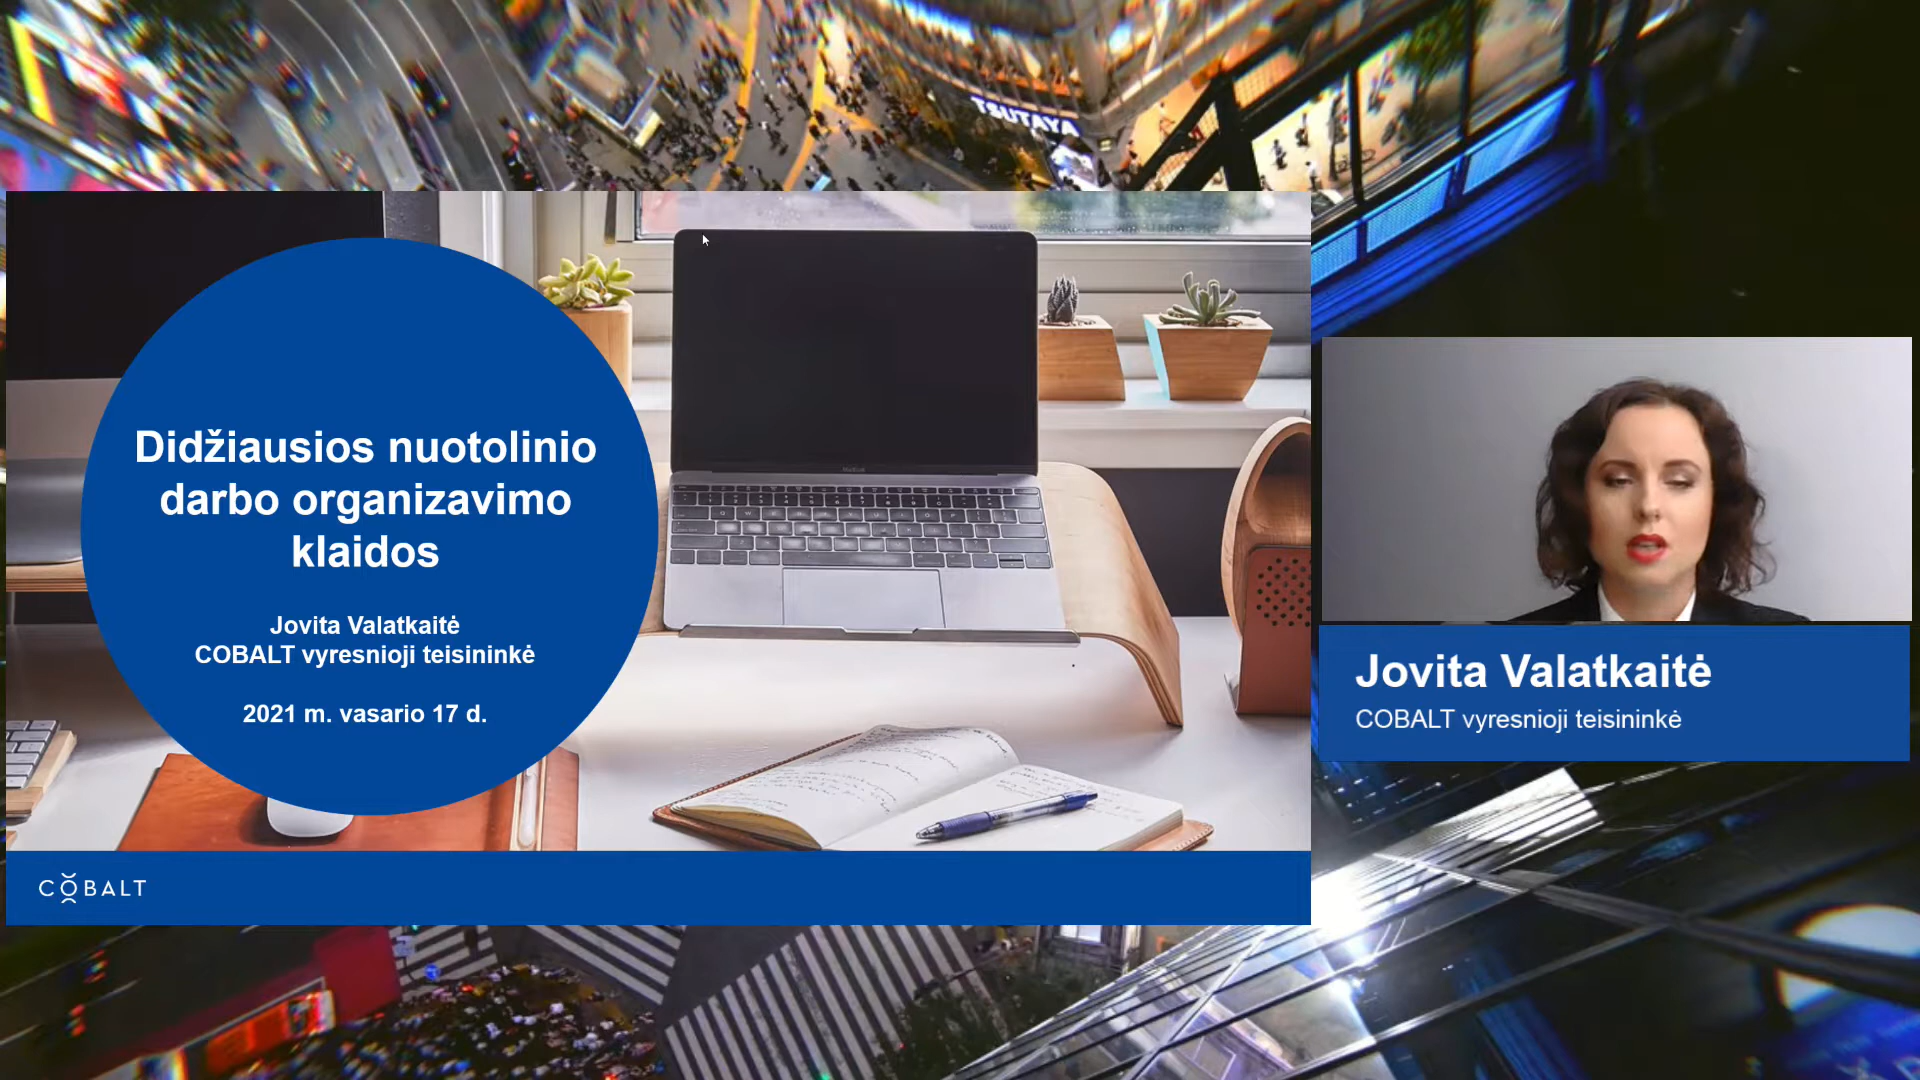 TSUTAYA
Didžiausios nuotolinio
darbo organizavimo
klaidos
Jovita Valatkaitė
COBALT vyresnioji teisininkė
2021 m. vasario 17 d.
COBALT
Jovita Valatkaitė
COBALT vyresnioji teisininkė